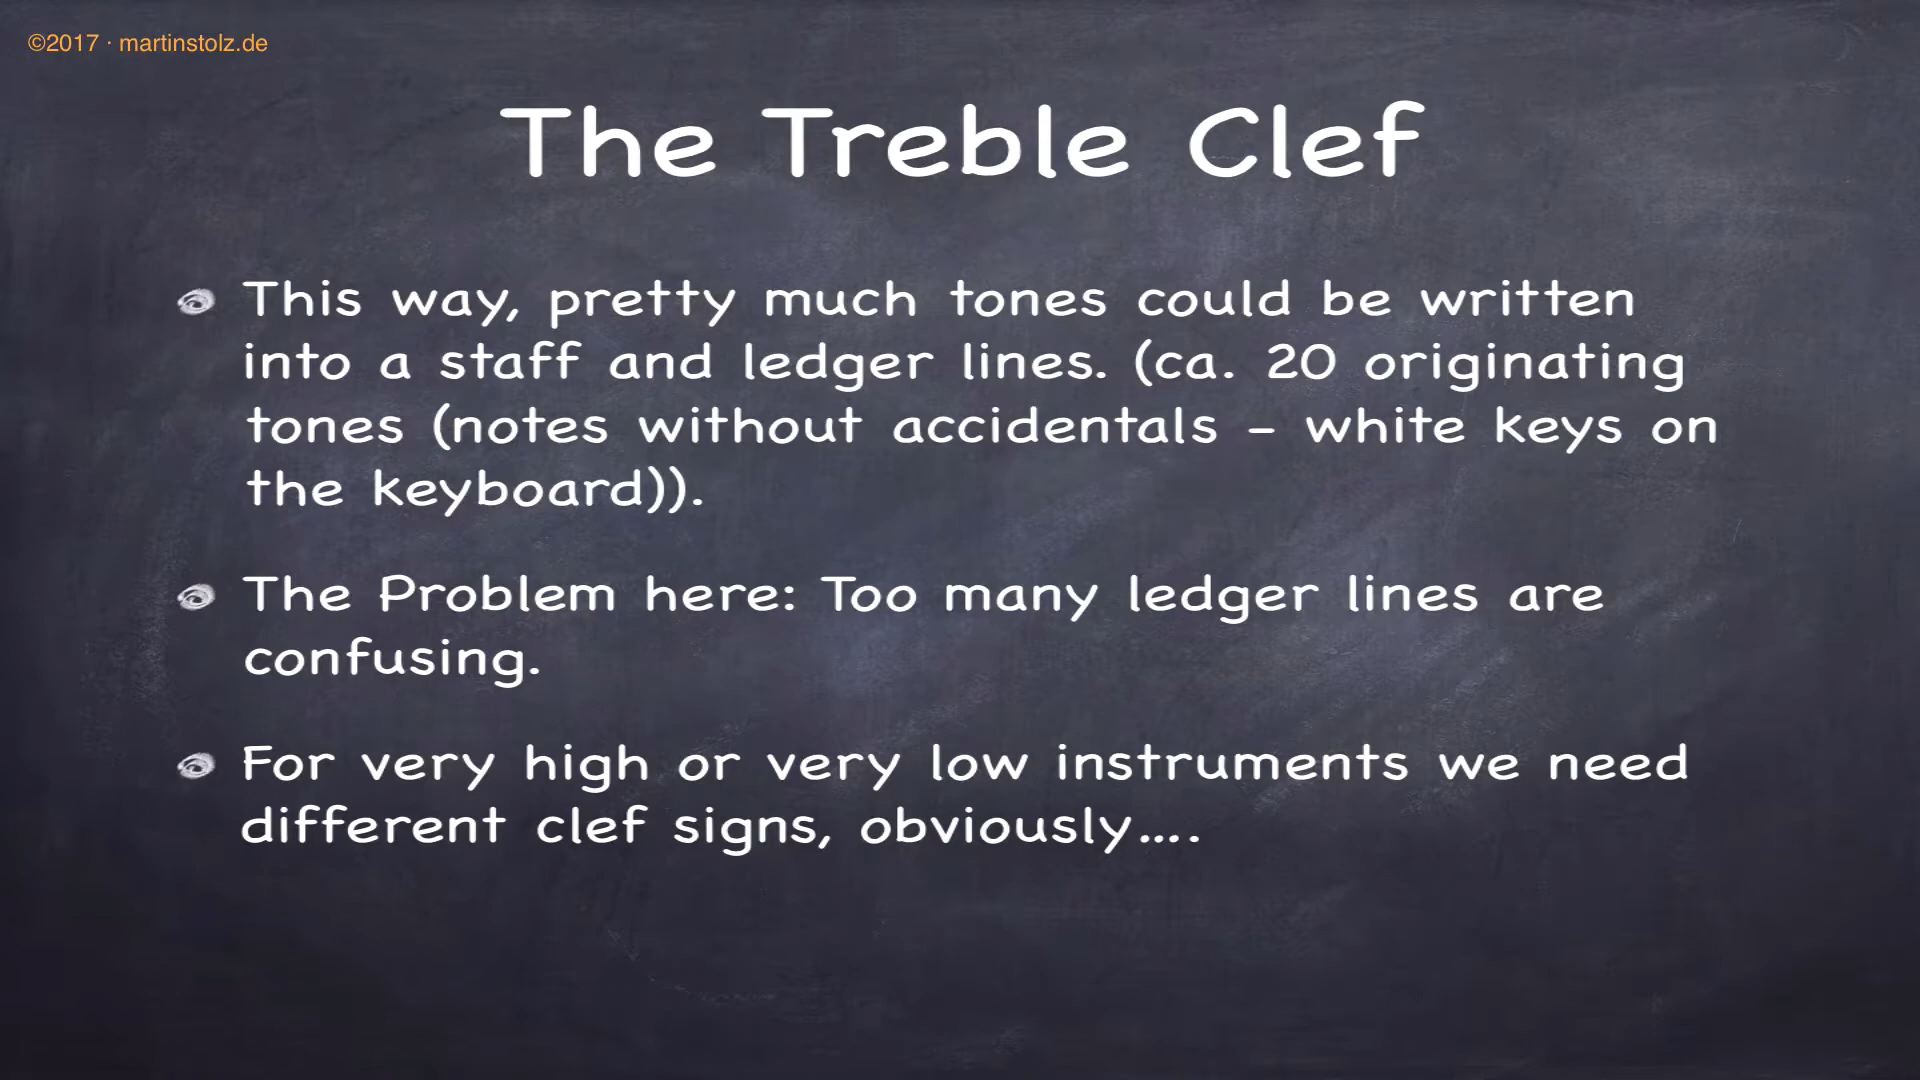 ©2017 · martinstolz.de
The Treble Clef
This way, pretty much tones could be written
into a staff and ledger lines. (ca. 20 originating
tones (notes without accidentals – white keys on
the keyboard)).
The Problem here: Too many ledger lines are
confusing.
For very high or very low instruments we need
different clef signs, obviously….